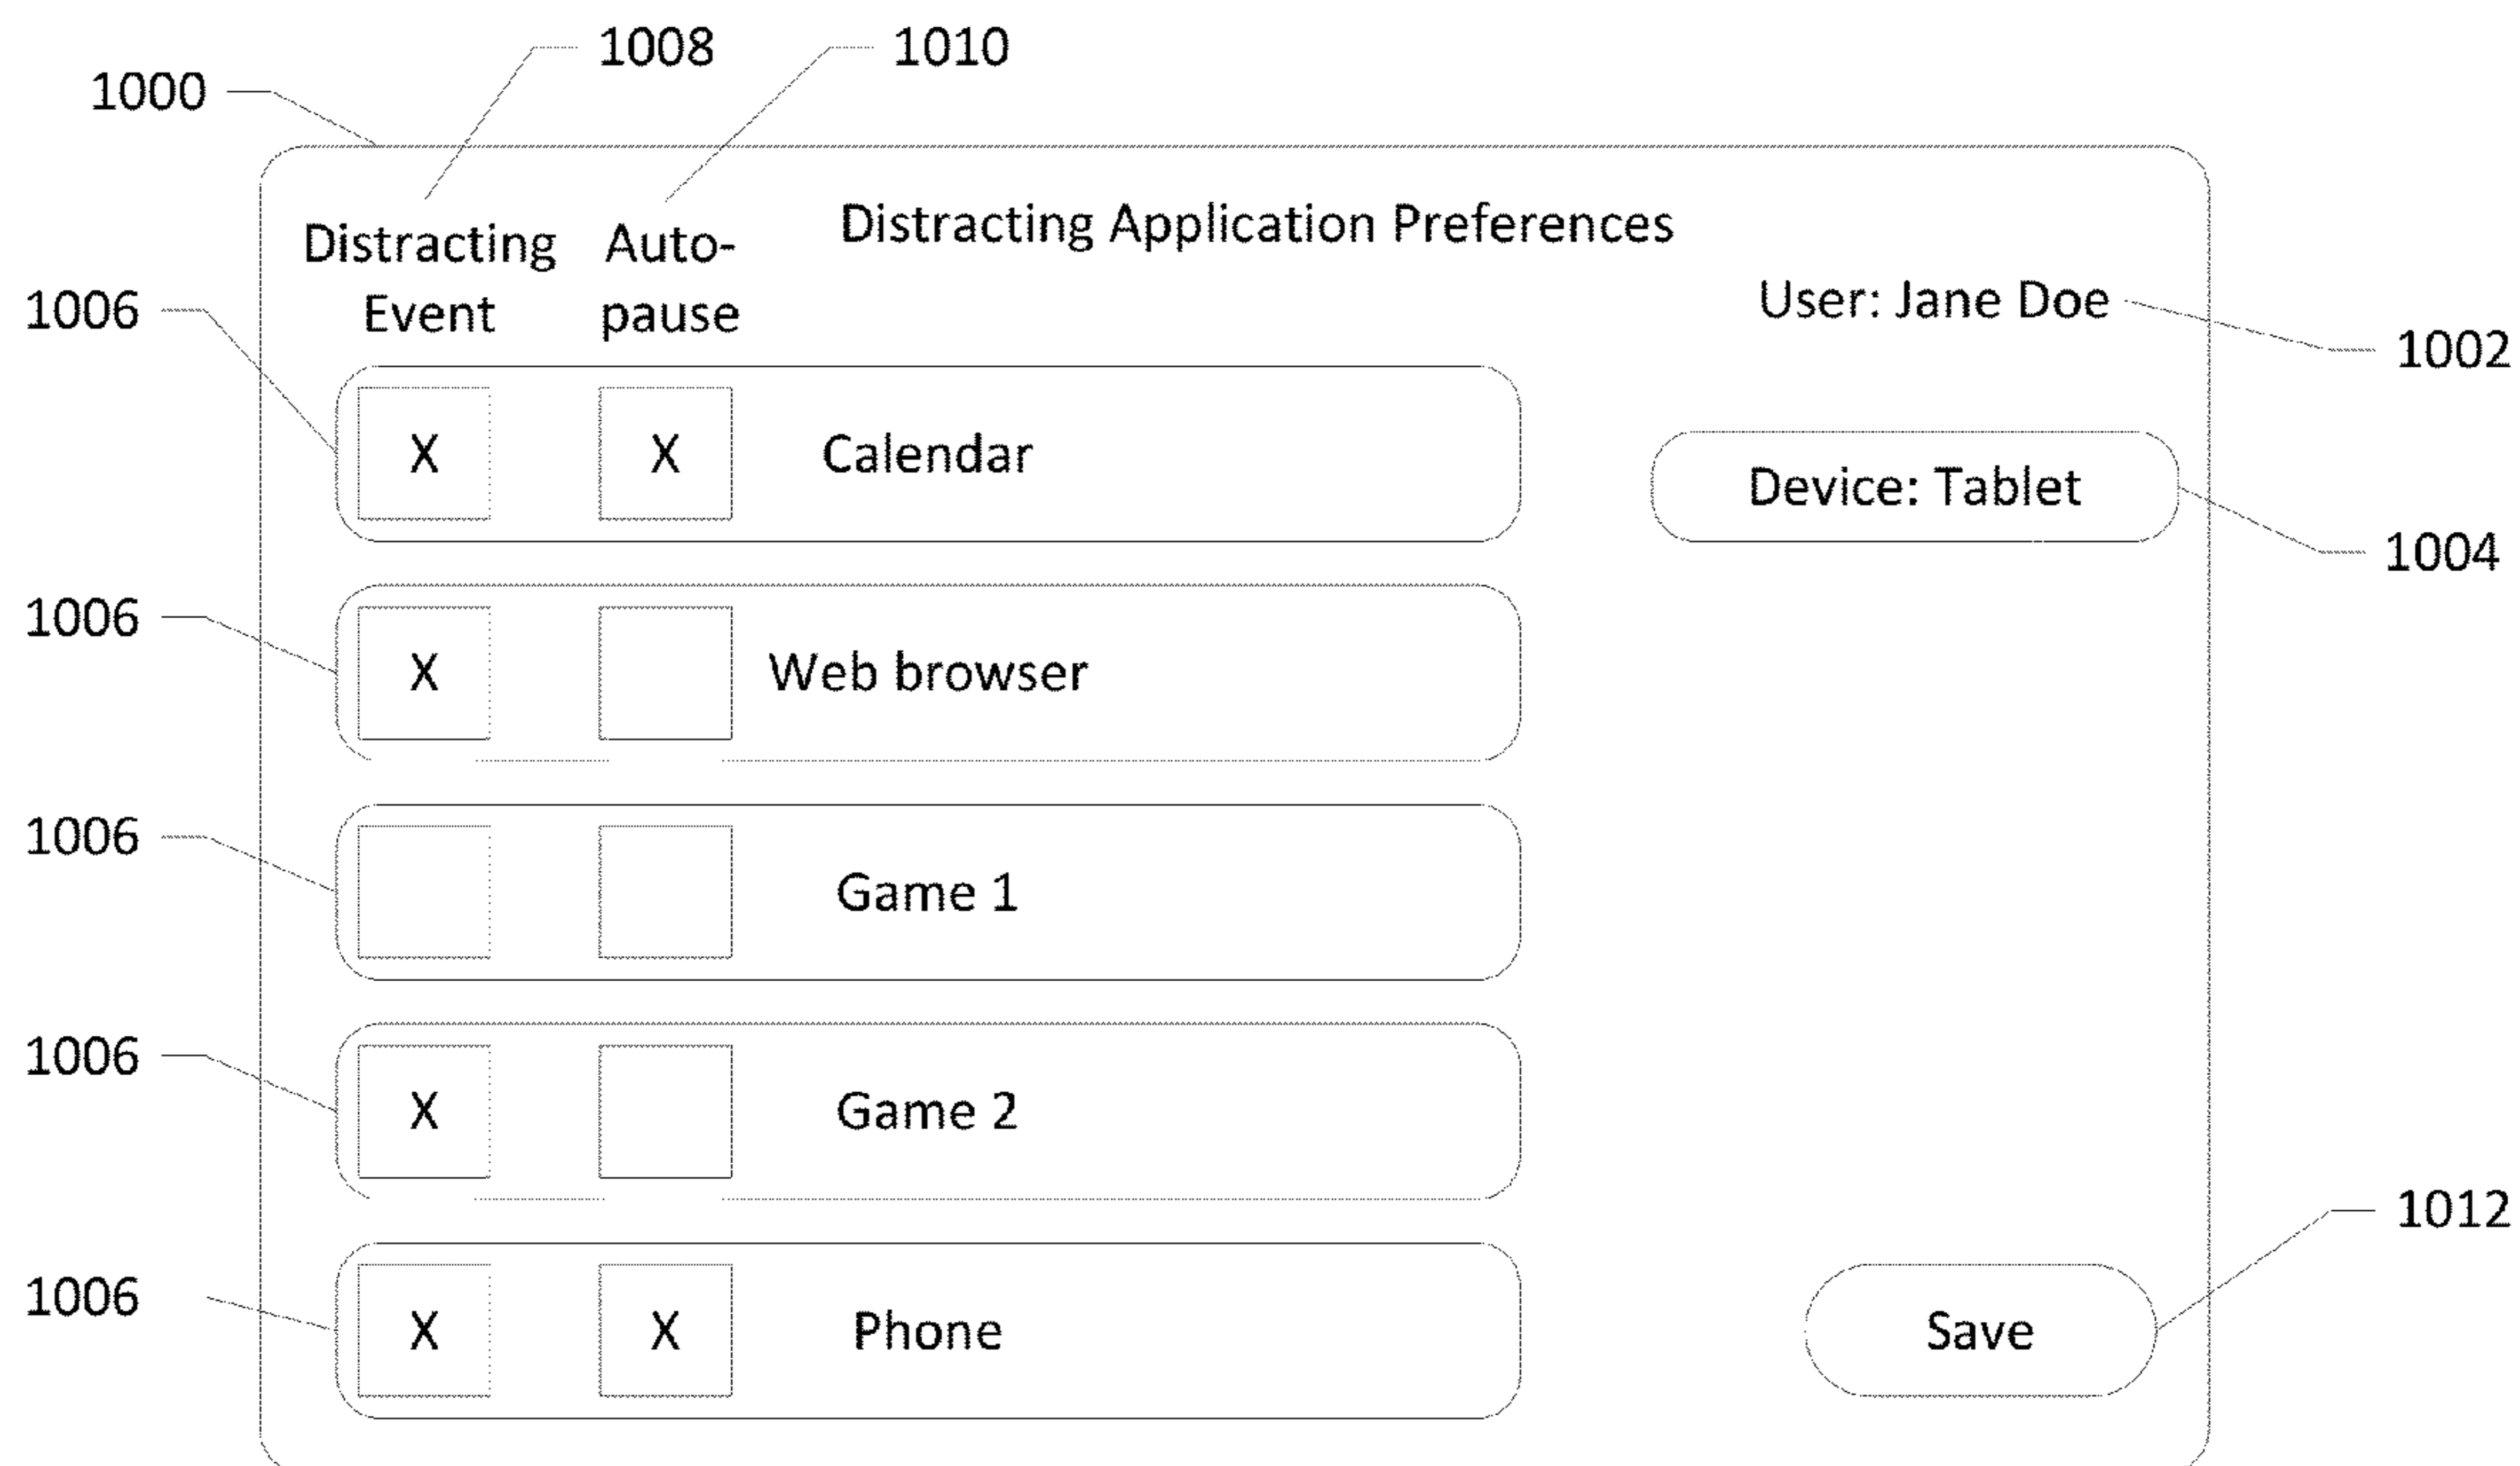 1008
1010
1000
Distracting Application Preferences
Distracting
Event
Auto-
pause
1006
User: Jane Doe
1002
X
X
Calendar
Device: Tablet
1004
1006
X
Web browser
1006
Game 1
1006
X
Game 2
1012
1006
X
X
Phone
Save